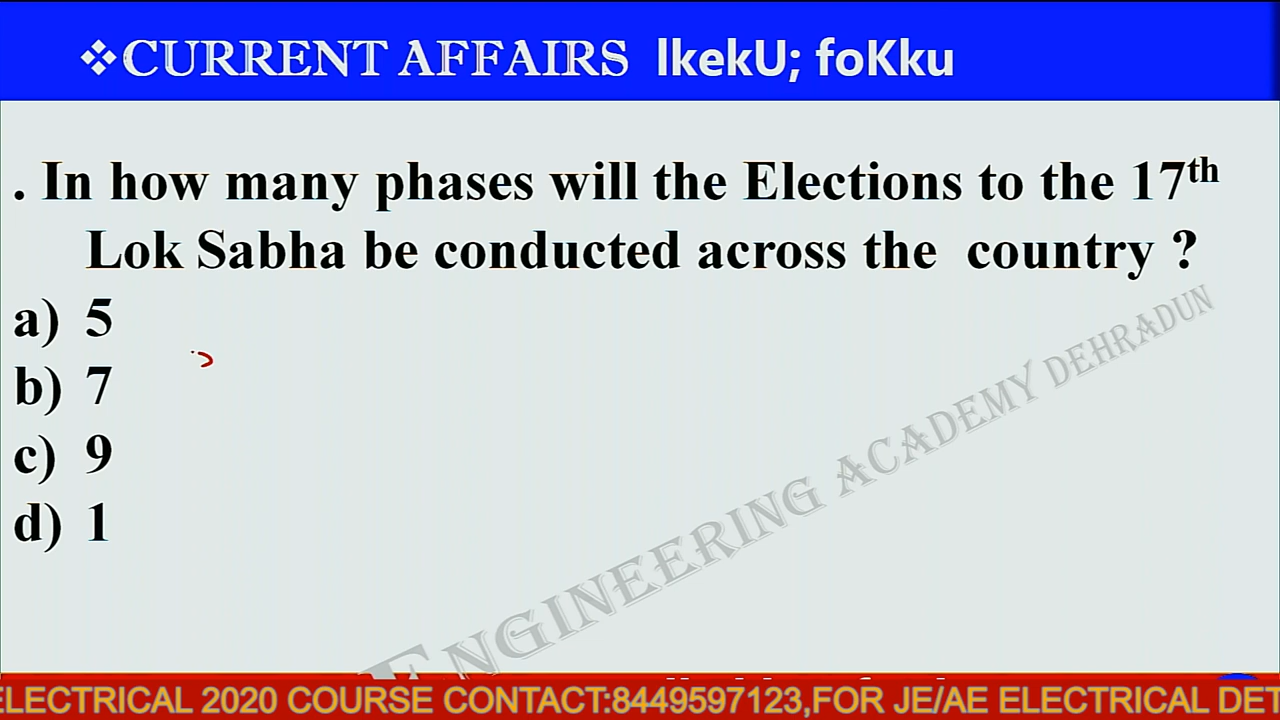 ❖CURRENT AFFAIRS lkekU; foKku
. In how many phases will the Elections to the 17th
Lok Sabha be conducted across the country ?
a) 5
b) 7
c) 9
d) 1
ENGINEERING ACADEMY DEHRADUN
ELECTRICAL 2020 COURSE CONTACT:8449597123,FOR JE/AE ELECTRICAL DET